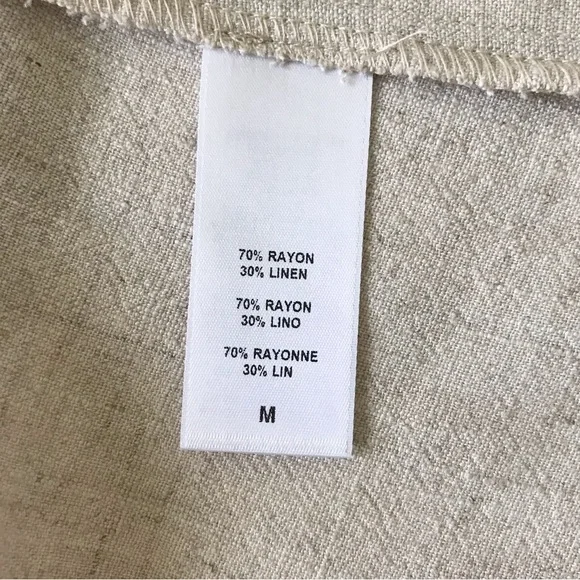 70% RAYON
30% LINEN
70% RAYON
30% LINO
70% RAYONNE
30% LIN
M